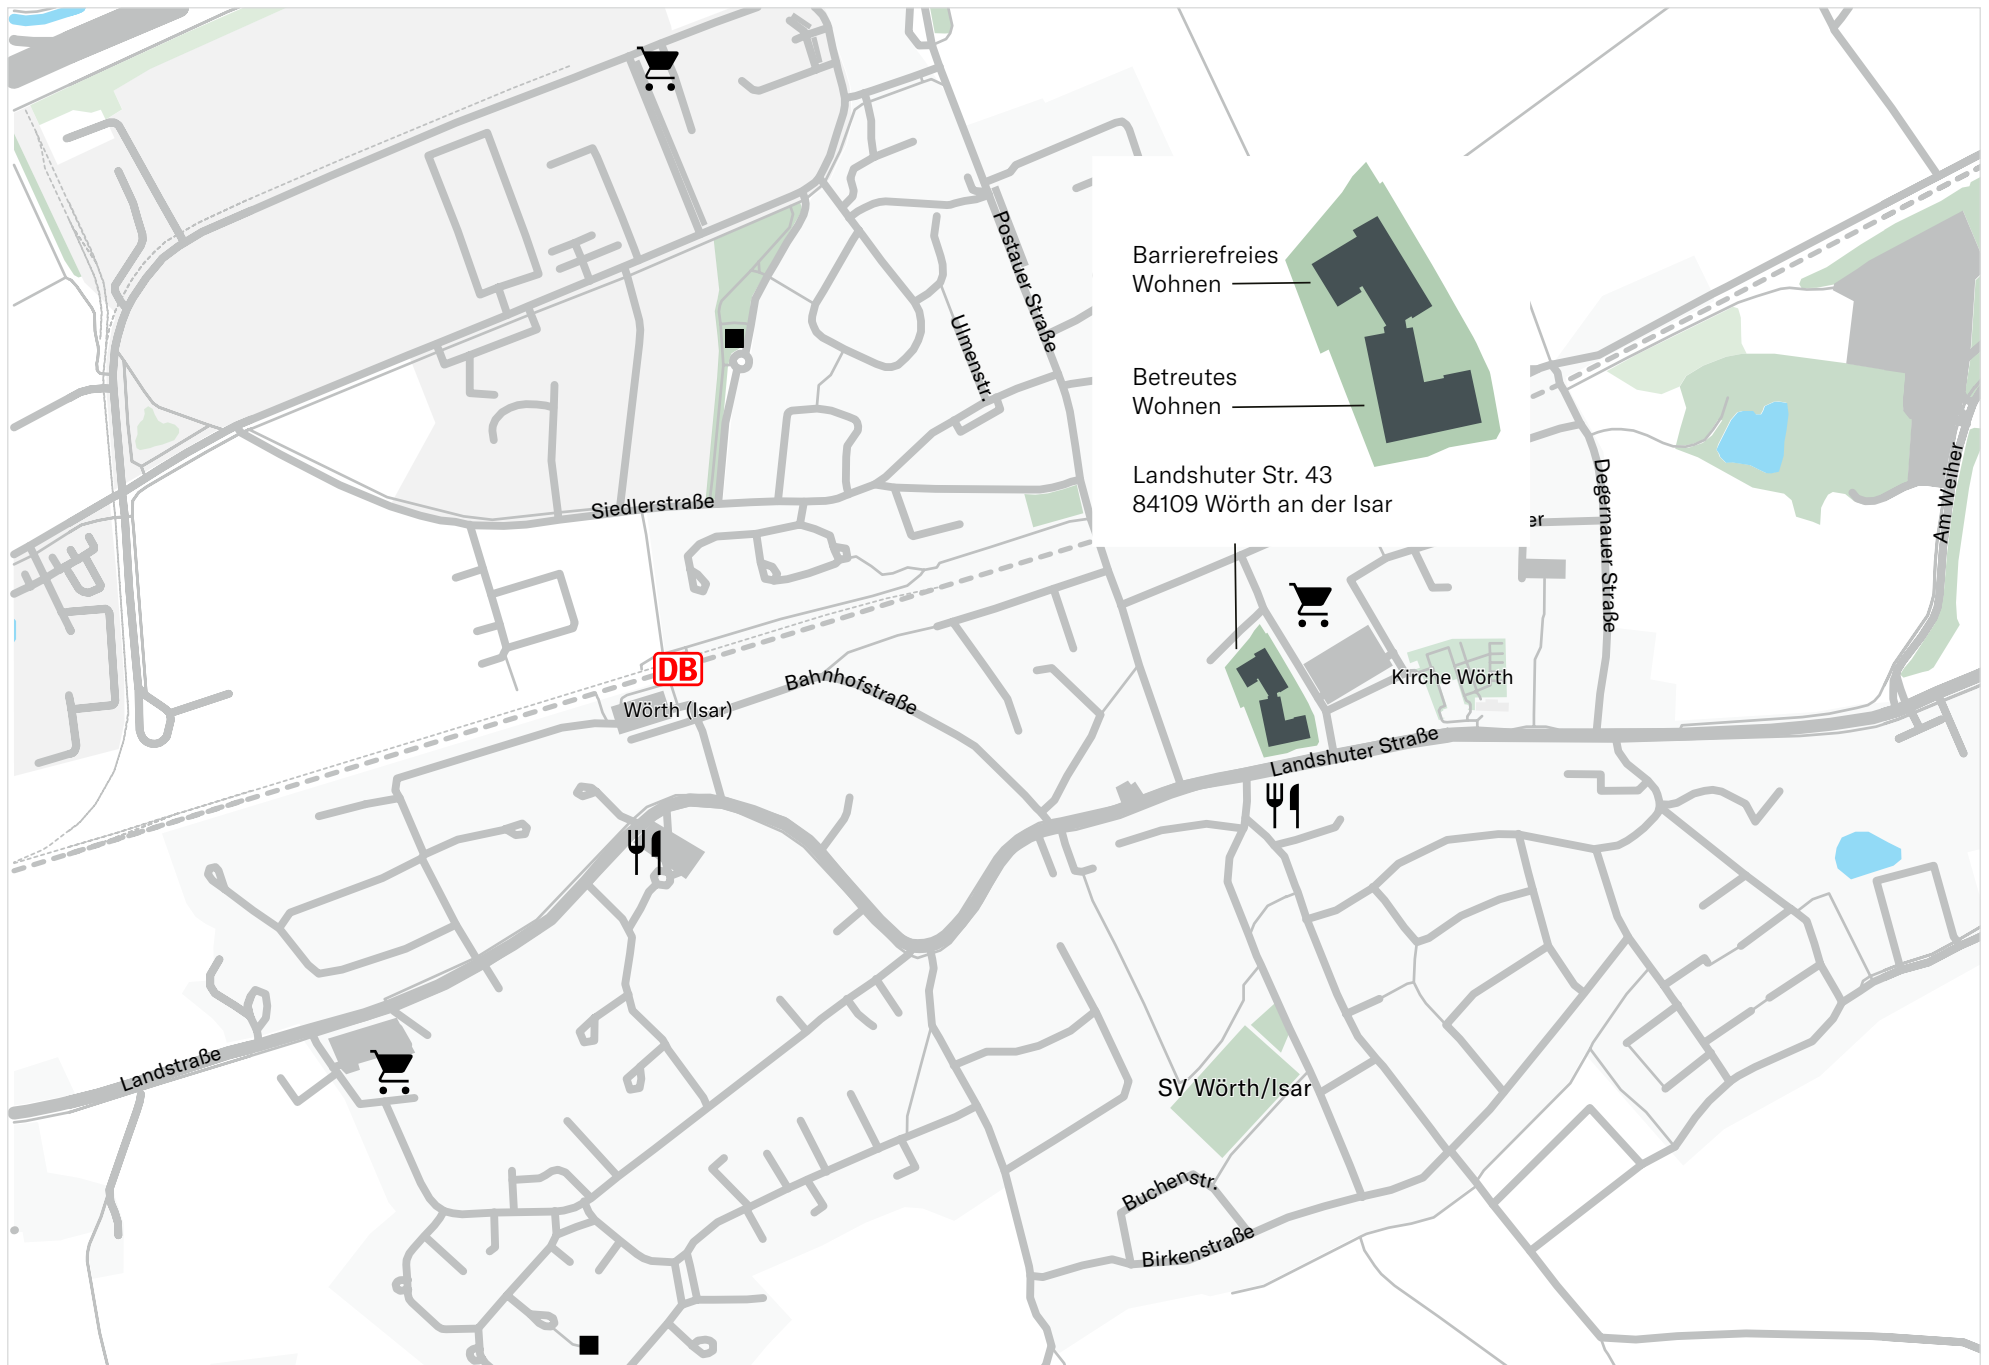 Postauer Straße
Barrierefreies
Wohnen
Ulmenstr.
Betreutes
Wohnen
Landshuter Str. 43
84109 Wörth an der Isar
Siedlerstraße
Degernauer Straße
Am Weiher
er
DB
Wörth (Isar)
Bahnhofstraße
Kirche Wörth
Landshuter Straße
Landstraße
SV Wörth/Isar
Buchenstr.
Birkenstraße